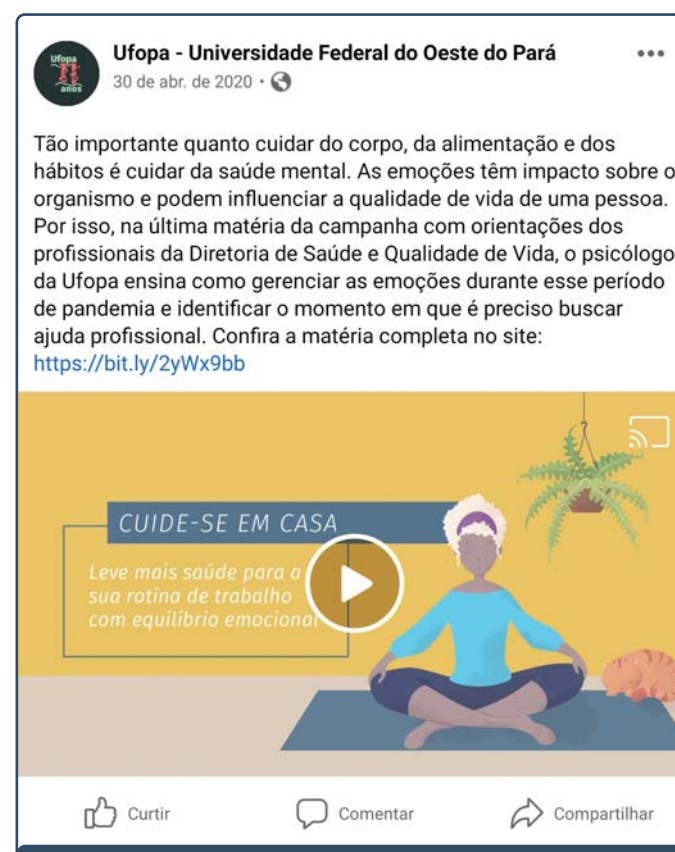 Ufopa
11
anos
Ufopa - Universidade Federal do Oeste do Pará
30 de abr. de 2020 •
Tão importante quanto cuidar do corpo, da alimentação e dos
hábitos é cuidar da saúde mental. As emoções têm impacto sobre o
organismo e podem influenciar a qualidade de vida de uma pessoa.
Por isso, na última matéria da campanha com orientações dos
profissionais da Diretoria de Saúde e Qualidade de Vida, o psicólogo
da Ufopa ensina como gerenciar as emoções durante esse período
de pandemia e identificar o momento em que é preciso buscar
ajuda profissional. Confira a matéria completa no site:
https://bit.ly/2yWx9bb
CUIDE-SE EM CASA
Leve mais saúde para a
sua rotina de trabalho
com equilíbrio emocional
Curtir
Comentar
Compartilhar